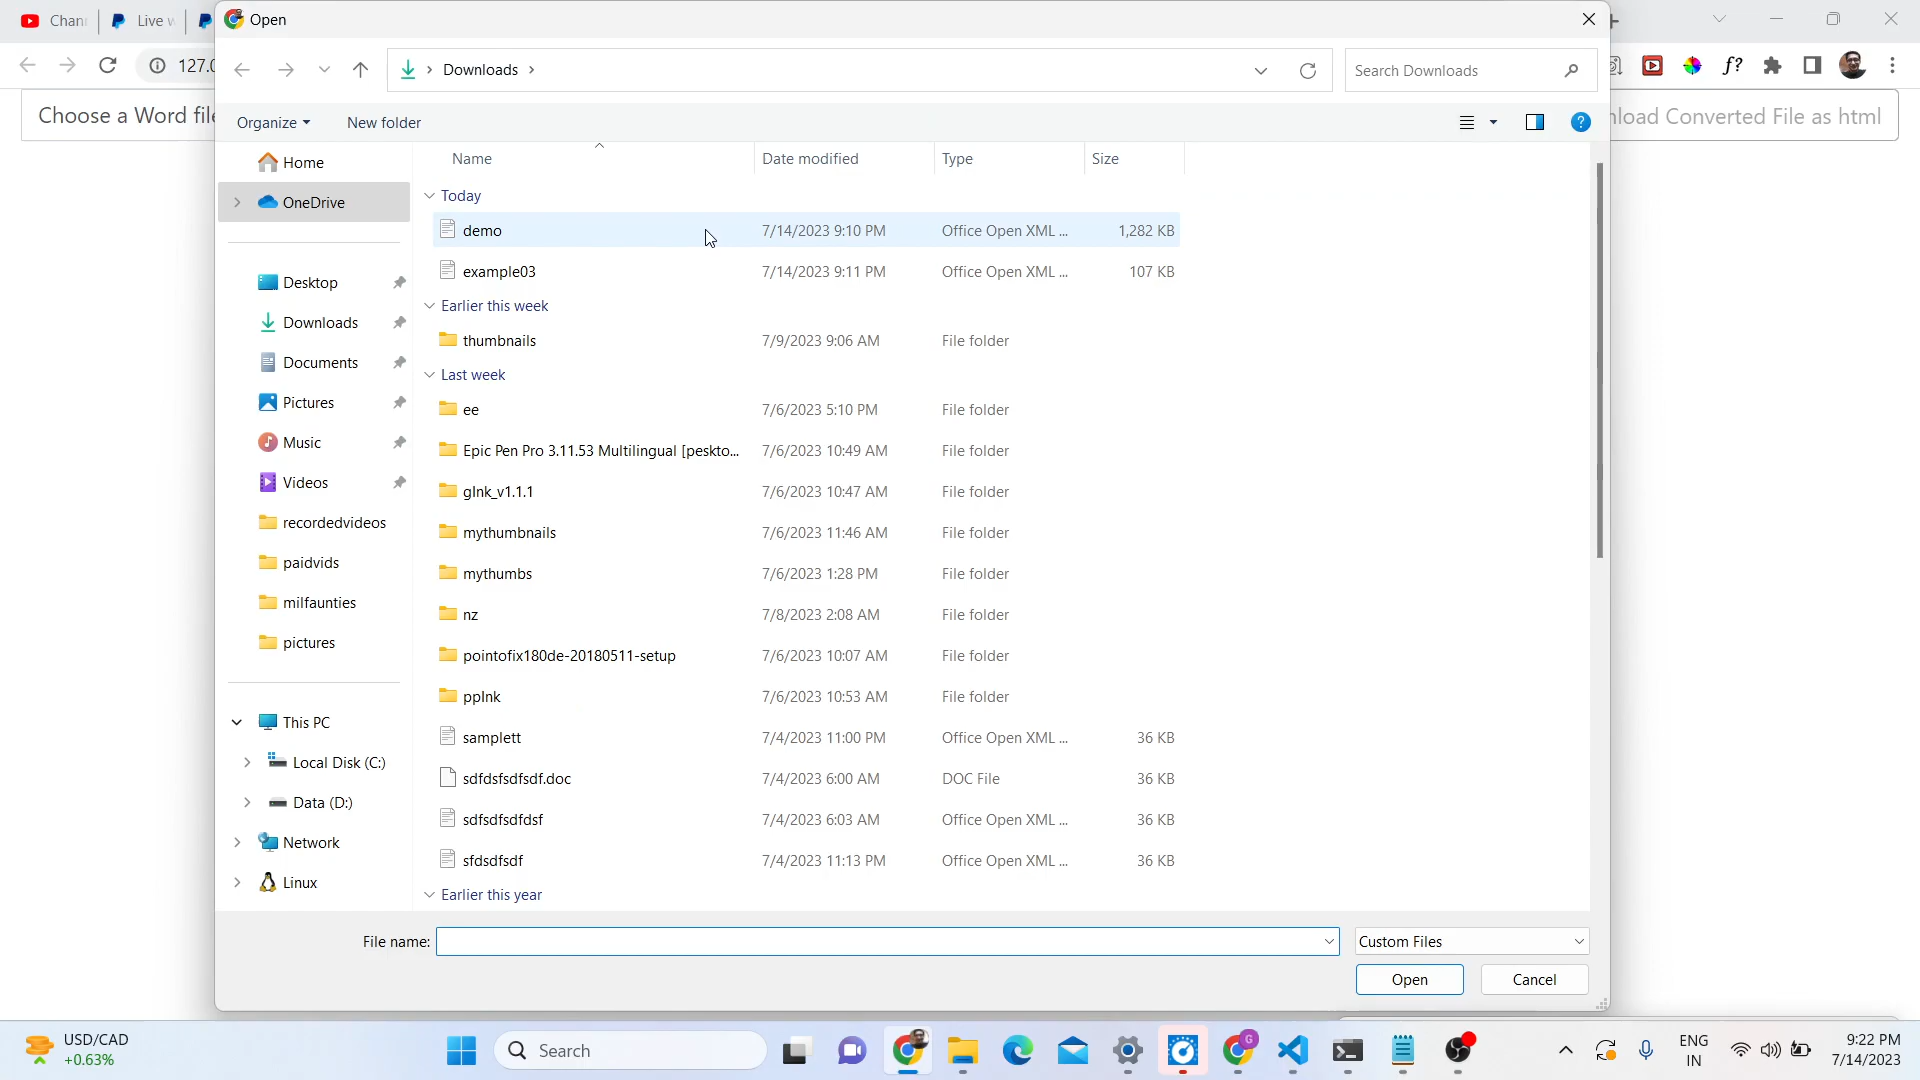 Chan
Live w
Open
127.0
Downloads
Search Downloads
Choose a Word file
nload Converted File as html
Organize
New folder
Home
OneDrive
Desktop
Downloads
Documents
Pictures
Music
Videos
recordedvideos
paidvids
milfaunties
pictures
This PC
Local Disk (C:)
Data (D:)
Network
Linux
Name Date modified Type Size
Today
demo 7/14/2023 9:10 PM Office Open XML ... 1,282 KB
example03 7/14/2023 9:11 PM Office Open XML ... 107 KB
Earlier this week
thumbnails 7/9/2023 9:06 AM File folder
Last week
ee 7/6/2023 5:10 PM File folder
Epic Pen Pro 3.11.53 Multilingual [peskto... 7/6/2023 10:49 AM File folder
gInk_v1.1.1 7/6/2023 10:47 AM File folder
mythumbnails 7/6/2023 11:46 AM File folder
mythumbs 7/6/2023 1:28 PM File folder
nz 7/8/2023 2:08 AM File folder
pointofix180de-20180511-setup 7/6/2023 10:07 AM File folder
ppInk 7/6/2023 10:53 AM File folder
samplett 7/4/2023 11:00 PM Office Open XML ... 36 KB
sdfdsfsdfsdf.doc 7/4/2023 6:00 AM DOC File 36 KB
sdfsdfsdfdsf 7/4/2023 6:03 AM Office Open XML ... 36 KB
sfdsdfsdf 7/4/2023 11:13 PM Office Open XML ... 36 KB
Earlier this year
File name:
Custom Files
Open
Cancel
USD/CAD
+0.63%
Search
G
ENG
IN
9:22 PM
7/14/2023